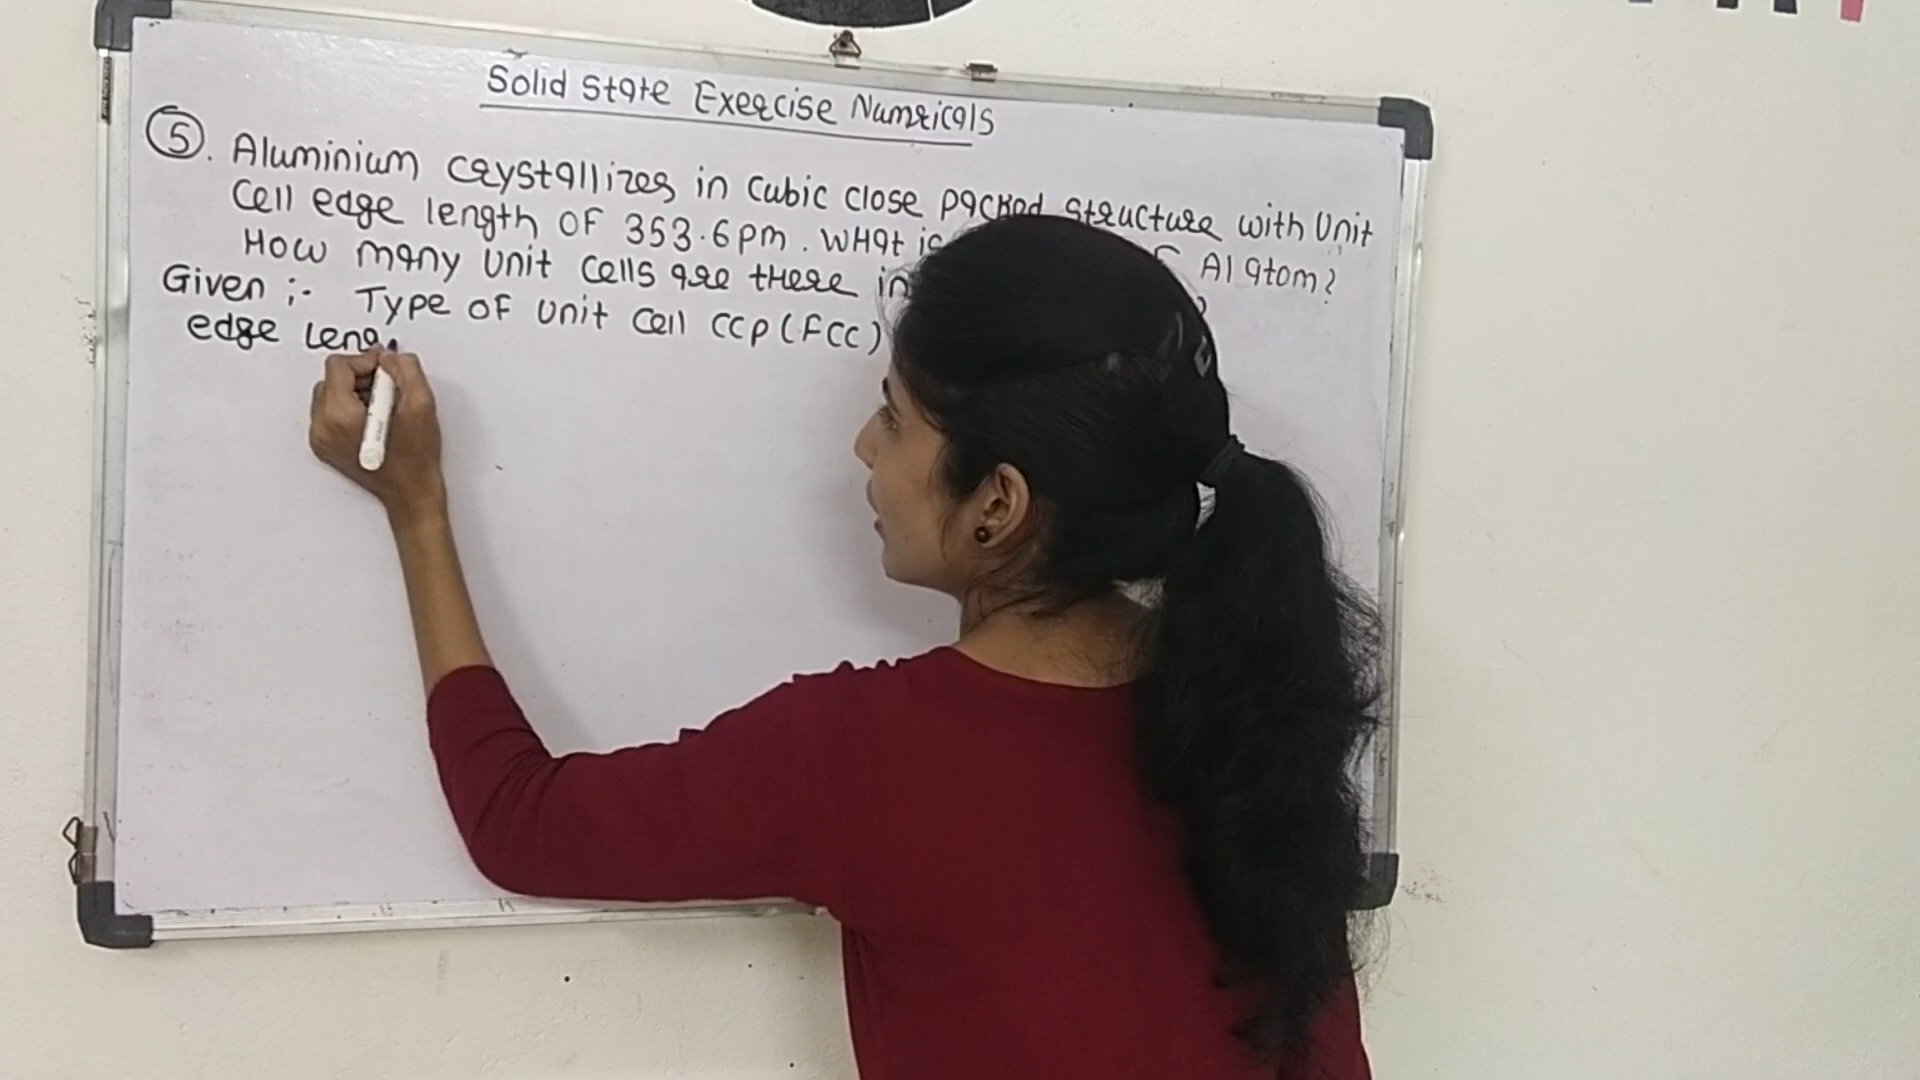 Solid State Exercise Numricals
5. Aluminium crystallizes in cubic close packed structure with Unit
Cell edge length of 353.6pm. WHat is Al atom?
How many Unit Cells are there in
Given :- Type of Unit Cell CCP (FCC)
edge Leng